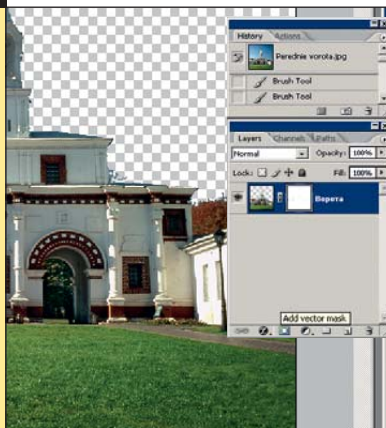 History Actions
Perednie vorota.jpg
Brush Tool
Brush Tool
Layers Channels Paths
Normal Opacity: 100%
Lock: Fill: 100%
Ворота
Add vector mask